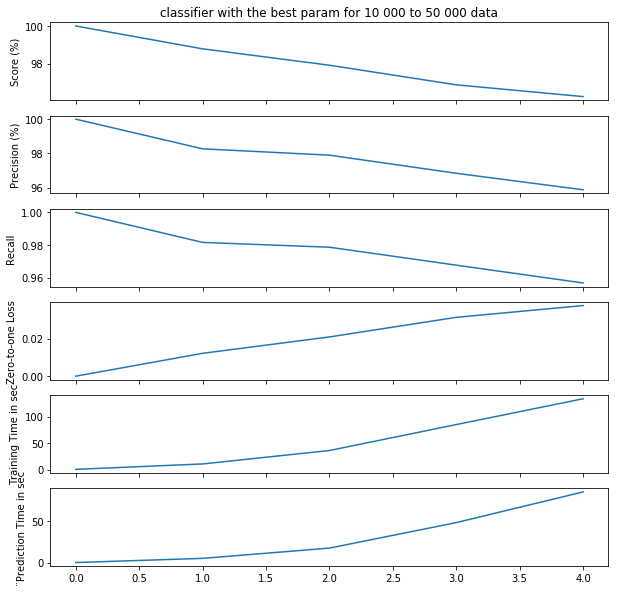 classifier with the best param for 10 000 to 50 000 data
Score (%)
100
98
Precision (%)
100
98
96
Recall
1.00
0.98
0.96
Zero-to-one Loss
0.02
0.00
Training Time in sec
100
50
0
Prediction Time in sec
50
0
0.0 0.5 1.0 1.5 2.0 2.5 3.0 3.5 4.0